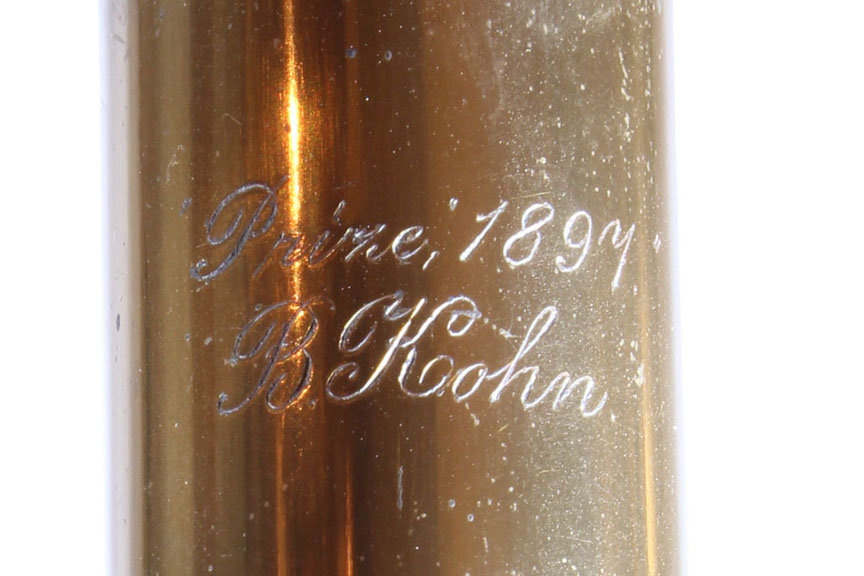 "Prize," 1897.
B. Kohn.